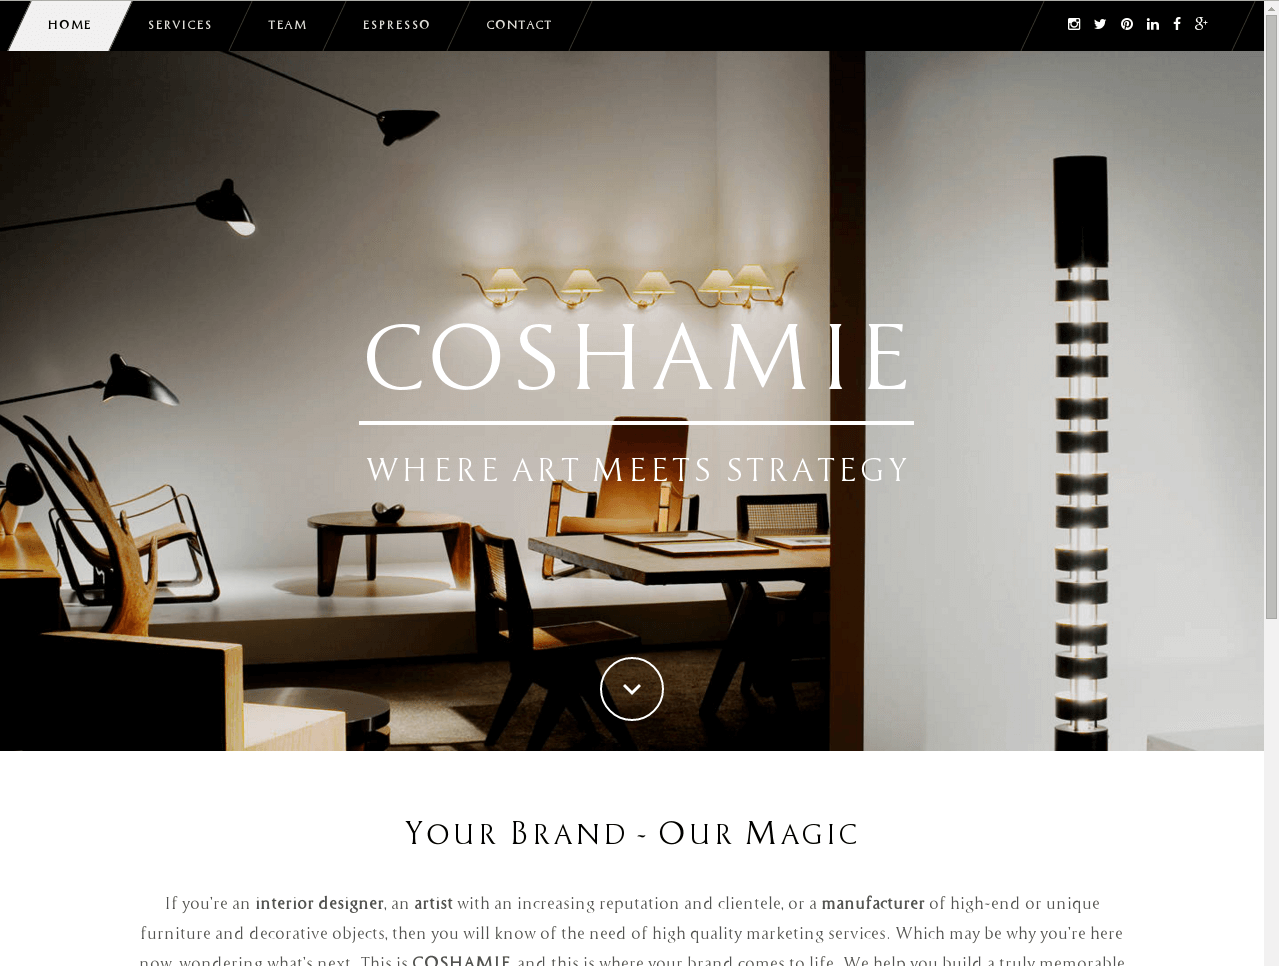 HOME SERVICES TEAM ESPRESSO CONTACT
COSHAMIE
WHERE ART MEETS STRATEGY
YOUR BRAND - OUR MAGIC
If you're an interior designer, an artist with an increasing reputation and clientele, or a manufacturer of high-end or unique
furniture and decorative objects, then you will know of the need of high quality marketing services. Which may be why you're here
now, wondering what's next. This is COSHAMIE, and this is where your brand comes to life. We help you build a truly memorable